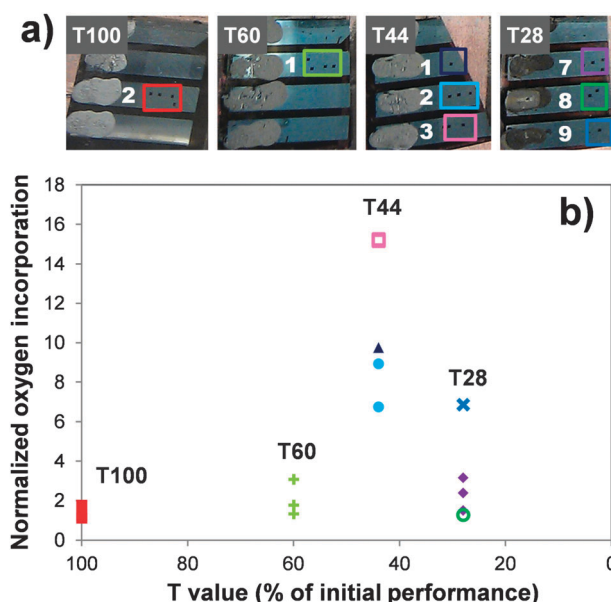 a) T100 T60 T44 T28
2 1 1 7
2 8
3 9
b)
18
16
14
12
10
8
6
4
2
0
Normalized oxygen incorporation
T100
T60
T44
T28
100 80 60 40 20 0
T value (% of initial performance)